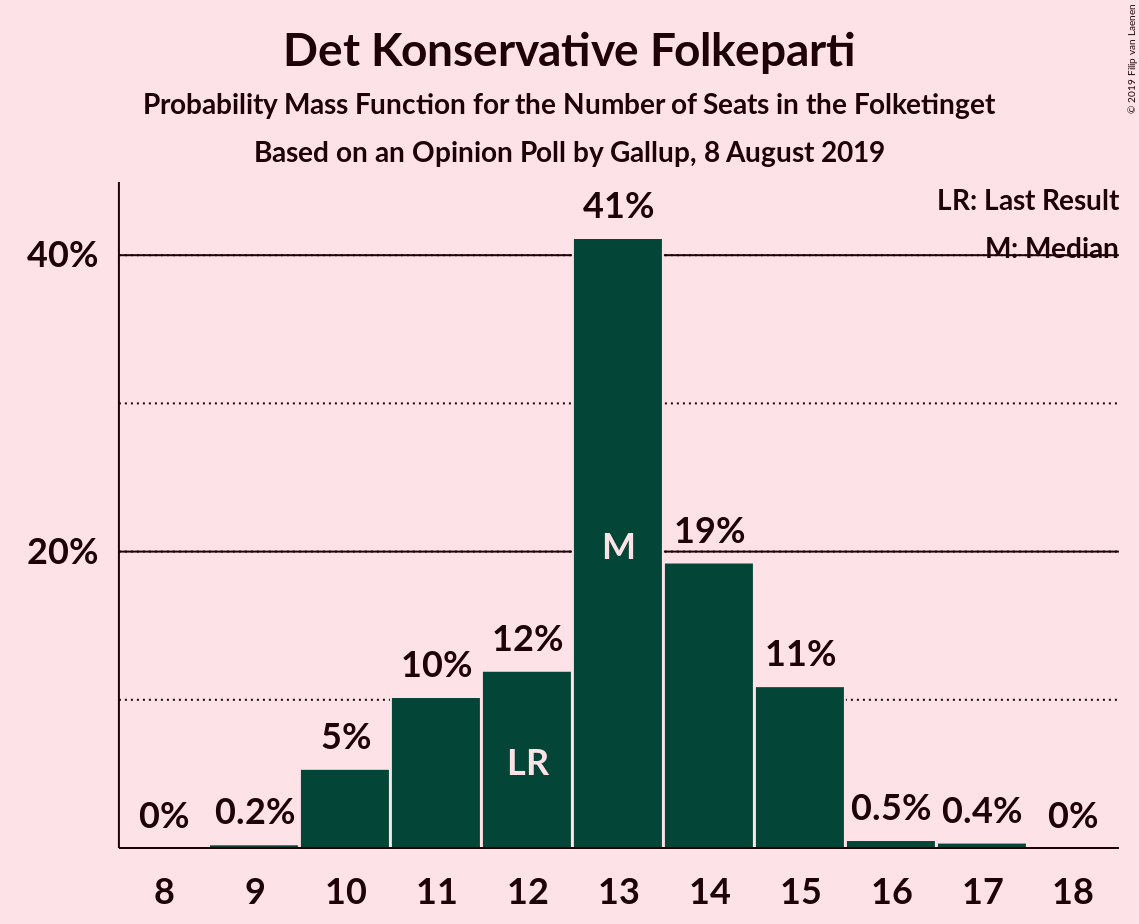 Det Konservative Folkeparti
Probability Mass Function for the Number of Seats in the Folketinget
Based on an Opinion Poll by Gallup, 8 August 2019
© 2019 Filip van Laenen
LR: Last Result
M: Median
40%
20%
0%
0.2%
5%
10%
12%
41%
19%
11%
0.5%
0.4%
0%
M
LR
8 9 10 11 12 13 14 15 16 17 18